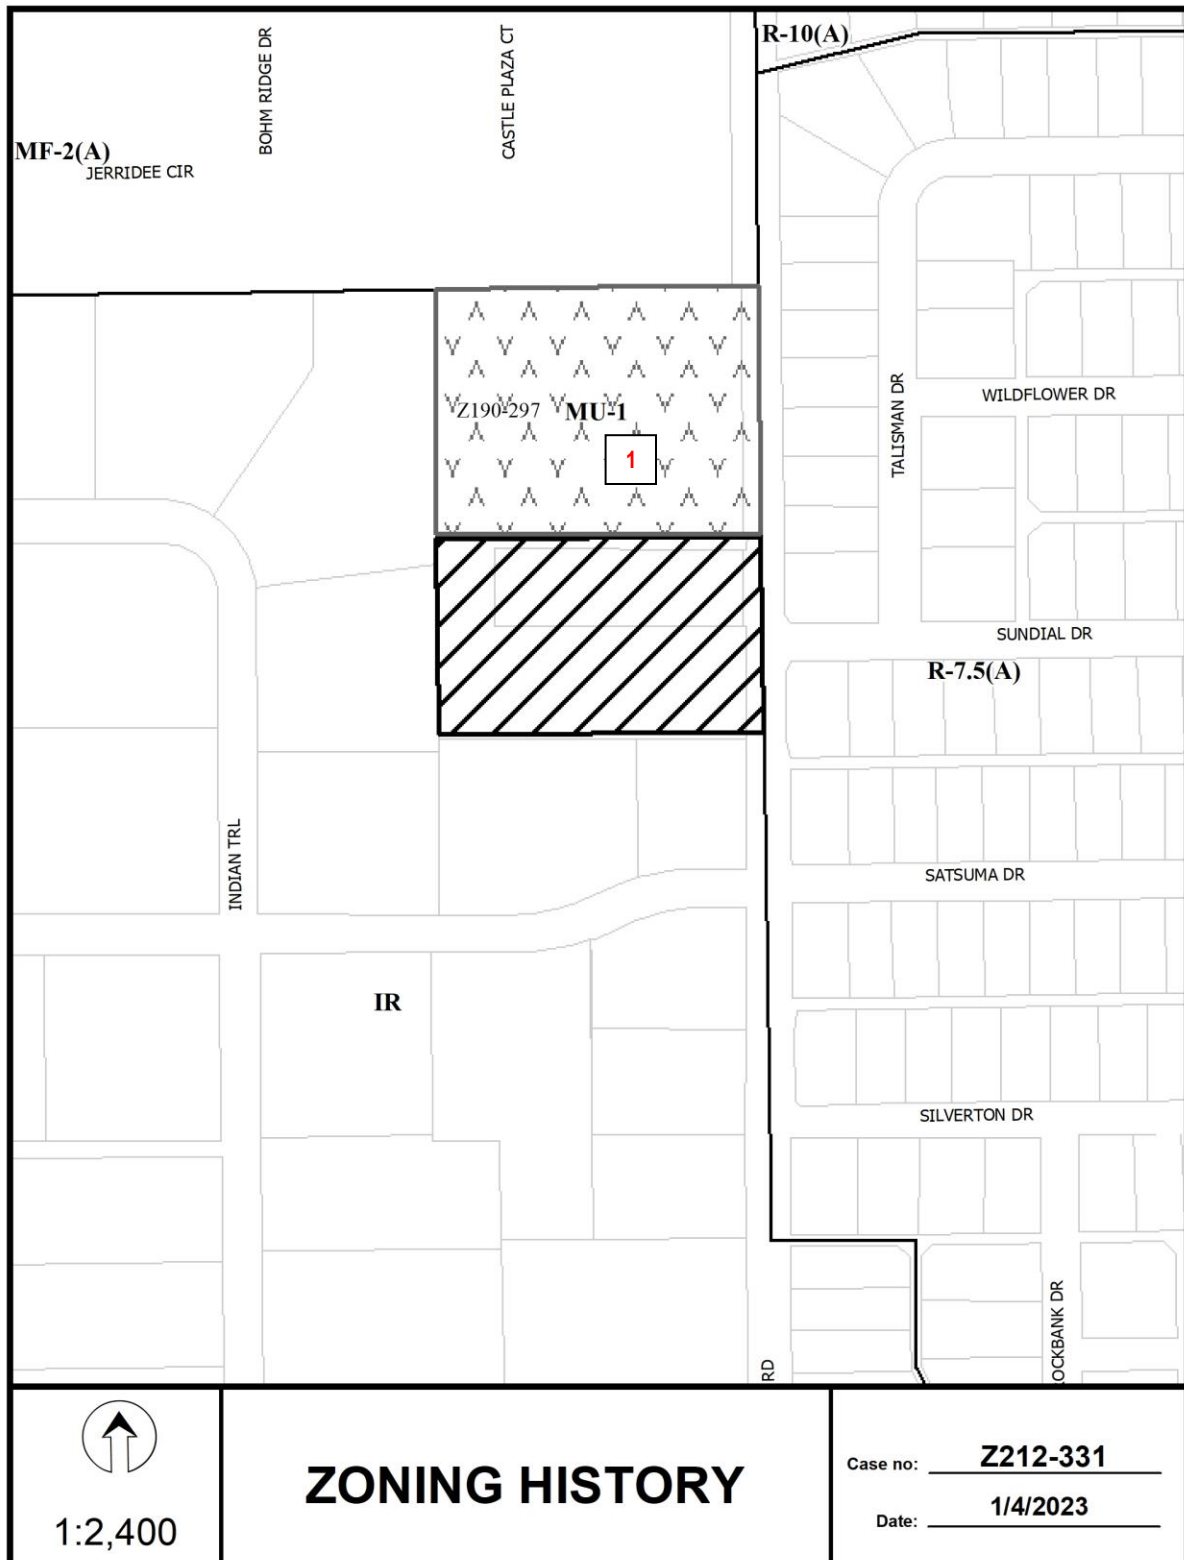 R-10(A)
BOHM RIDGE DR
CASTLE PLAZA CT
MF-2(A)
JERRIDEE CIR
WILDFLOWER DR
TALISMAN DR
Z190-297
MU-1
1
SUNDIAL DR
R-7.5(A)
INDIAN TRL
SATSUMA DR
IR
SILVERTON DR
RD
OCKBANK DR
1:2,400
ZONING HISTORY
Case no: Z212-331
Date: 1/4/2023